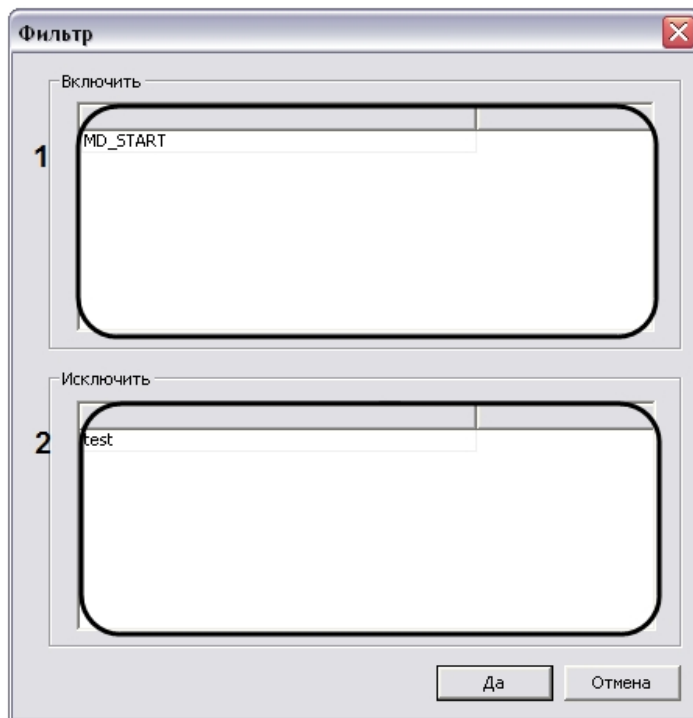 Фильтр
Включить
1
MD_START
Исключить
2
test
Да Отмена